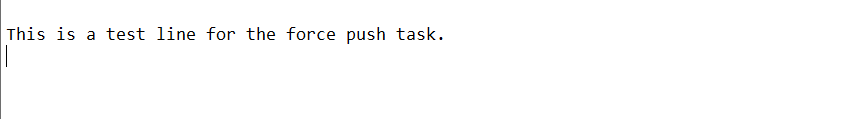 This is a test line for the force push task.